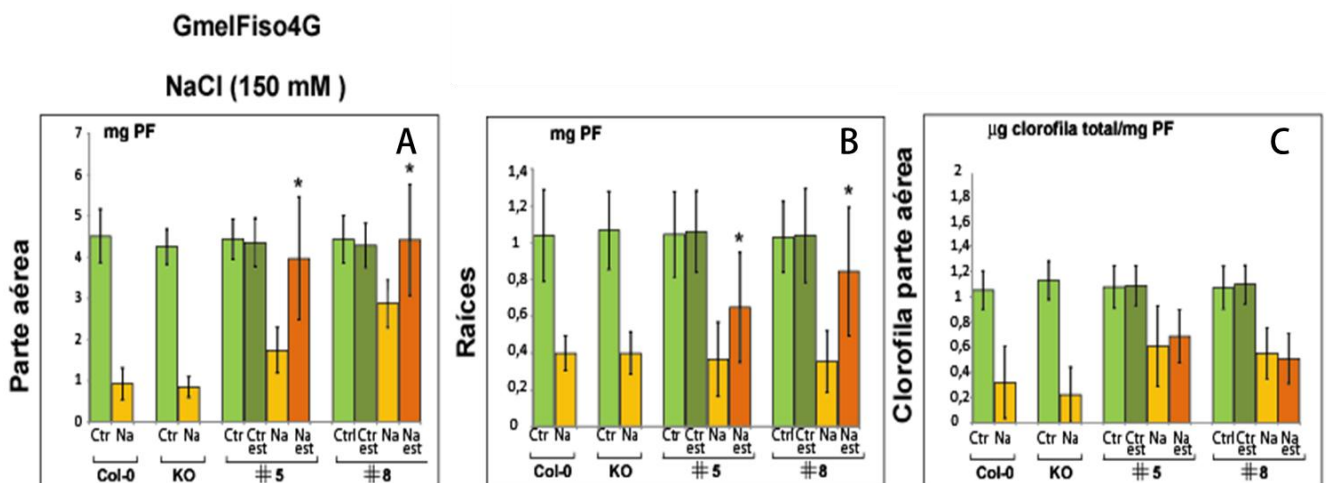 GmelFiso4G
NaCl (150 mM )
Parte aérea
mg PF
A
7
6
5
4
3
2
1
0
*
*
Ctr Na Ctr Na Ctr Ctr est Na Na est Ctrl Ctr est Na Na est
Col-0 KO #5 #8
Raíces
mg PF
B
1,4
1,2
1
0,8
0,6
0,4
0,2
0
*
*
Ctr Na Ctr Na Ctr Ctr est Na Na est Ctrl Ctr est Na Na est
Col-0 KO #5 #8
Clorofila parte aérea
µg clorofila total/mg PF
C
2
1,8
1,6
1,4
1,2
1
0,8
0,6
0,4
0,2
0
Ctr Na Ctr Na Ctr Ctr est Na Na est Ctrl Ctr est Na Na est
Col-0 KO #5 #8